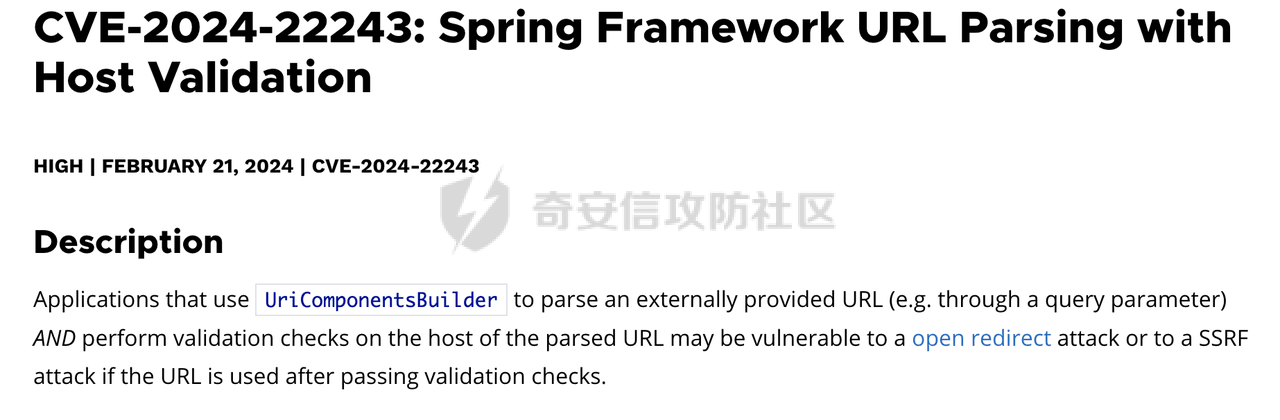 CVE-2024-22243: Spring Framework URL Parsing with
Host Validation
HIGH | FEBRUARY 21, 2024 | CVE-2024-22243
奇安信攻防社区
Description
Applications that use UriComponentsBuilder to parse an externally provided URL (e.g. through a query parameter)
AND perform validation checks on the host of the parsed URL may be vulnerable to a open redirect attack or to a SSRF
attack if the URL is used after passing validation checks.